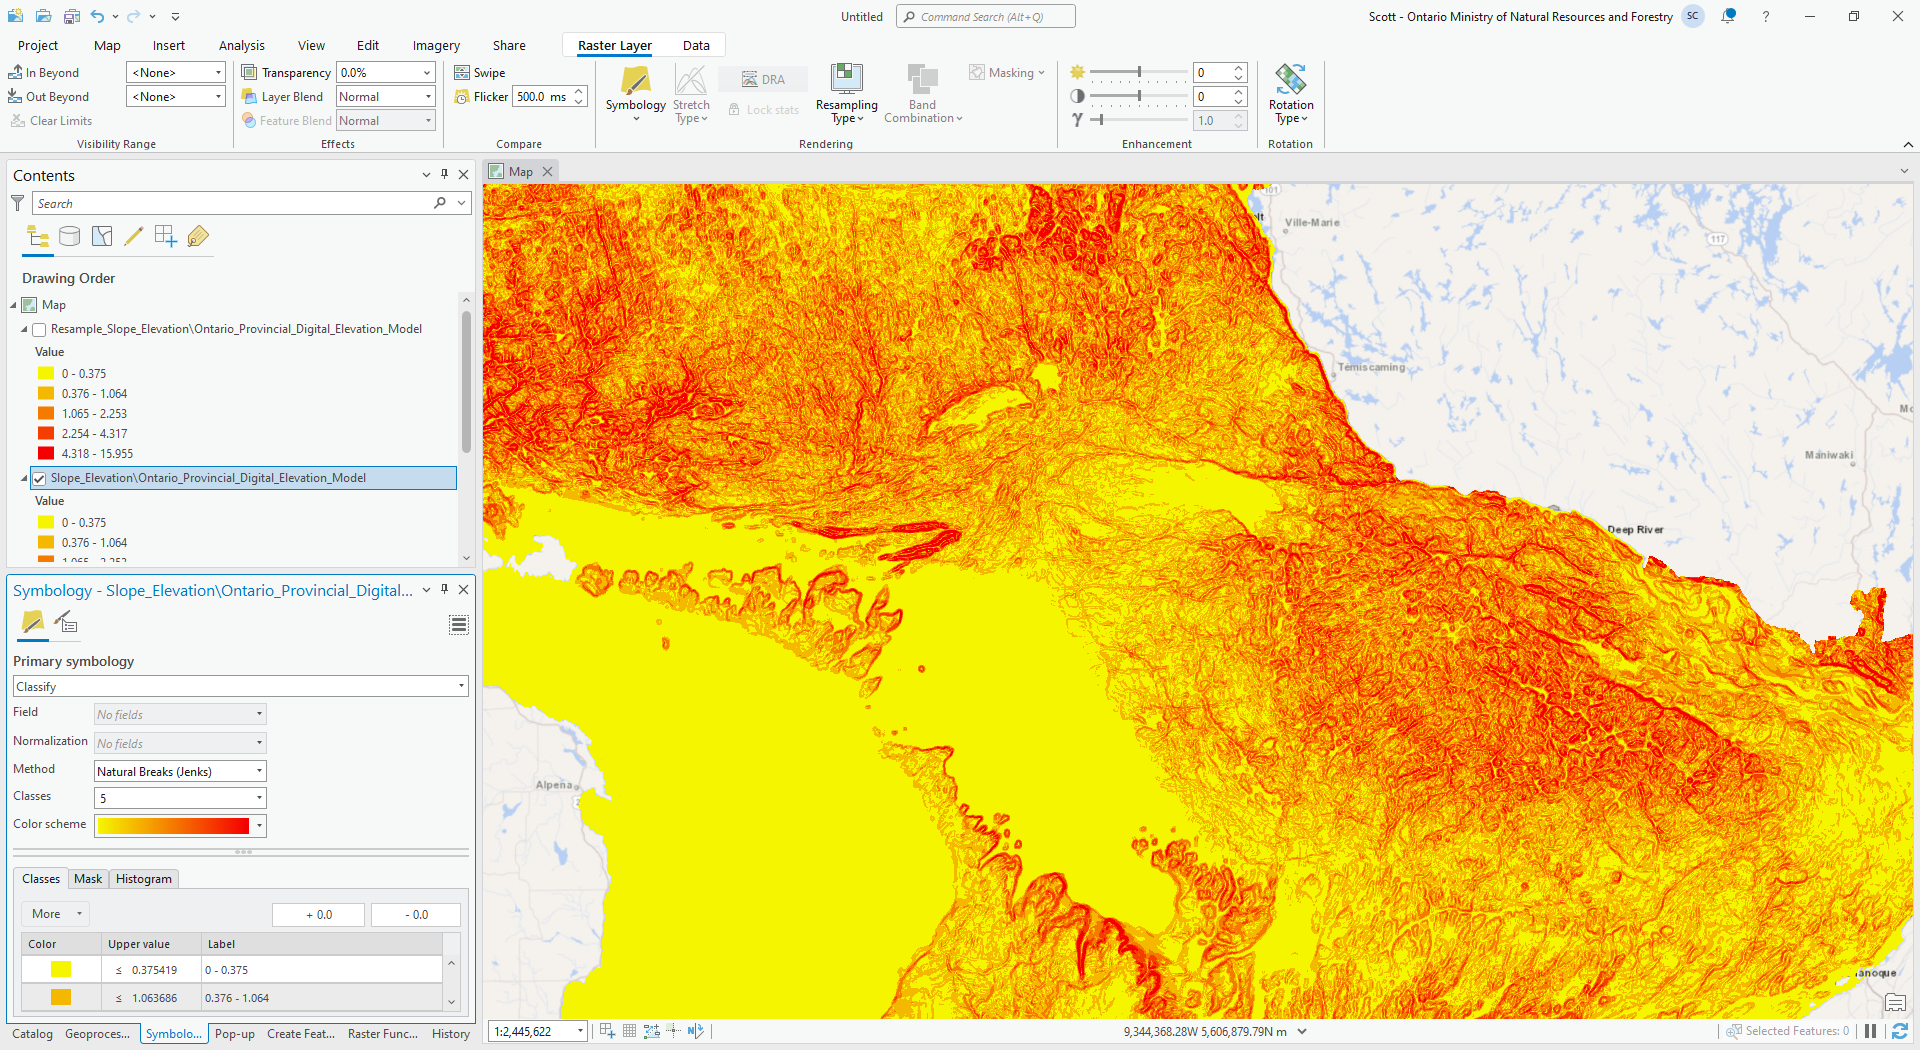 Untitled
Command Search (Alt+Q)
Scott - Ontario Ministry of Natural Resources and Forestry
SC
?
Project Map Insert Analysis View Edit Imagery Share Raster Layer Data
In Beyond <None>
Out Beyond <None>
Clear Limits
Visibility Range
Transparency 0.0%
Layer Blend Normal
Feature Blend Normal
Effects
Swipe
Flicker 500.0 ms
Compare
Symbology
Stretch Type
DRA
Lock stats
Resampling Type
Band Combination
Masking
Rendering
0
0
γ 1.0
Enhancement
Rotation Type
Rotation
Contents
Search
Drawing Order
Map
Resample_Slope_Elevation\Ontario_Provincial_Digital_Elevation_Model
Value
0 - 0.375
0.376 - 1.064
1.065 - 2.253
2.254 - 4.317
4.318 - 15.955
Slope_Elevation\Ontario_Provincial_Digital_Elevation_Model
Value
0 - 0.375
0.376 - 1.064
1.065 - 2.253
Symbology - Slope_Elevation\Ontario_Provincial_Digital...
Primary symbology
Classify
Field No fields
Normalization No fields
Method Natural Breaks (Jenks)
Classes 5
Color scheme
Classes Mask Histogram
More + 0.0 - 0.0
Color Upper value Label
≤ 0.375419 0 - 0.375
≤ 1.063686 0.376 - 1.064
Catalog Geoproces... Symbolo... Pop-up Create Feat... Raster Func... History
Map
101
lt
Ville-Marie
117
Temiscaming
Mo
Maniwaki
Deep River
Alpena
anoque
1:2,445,622
9,344,368.28W 5,606,879.79N m
Selected Features: 0